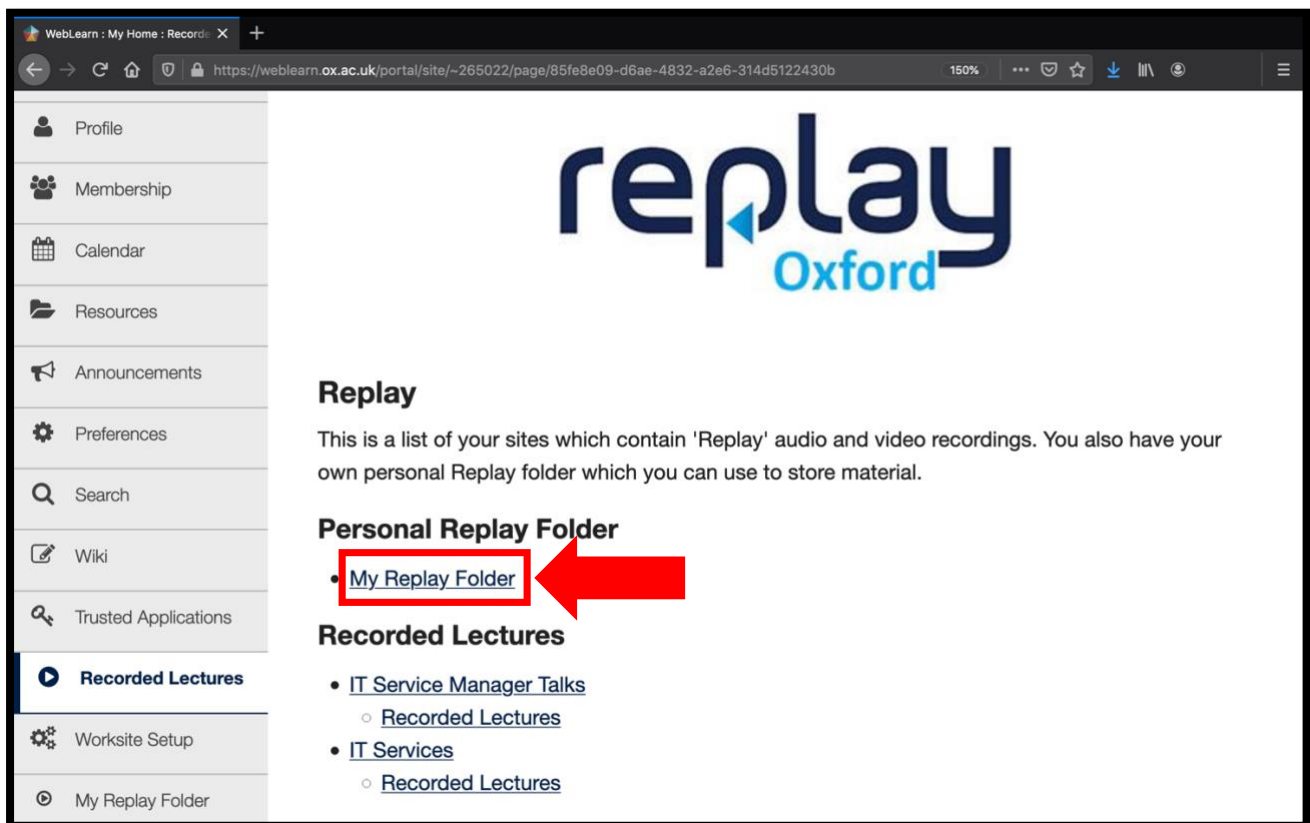 WebLearn : My Home : Recorde
https://weblearn.ox.ac.uk/portal/site/~265022/page/85fe8e09-d6ae-4832-a2e6-314d5122430b
150%
Profile
Membership
Calendar
Resources
Announcements
Preferences
Search
Wiki
Trusted Applications
Recorded Lectures
Worksite Setup
My Replay Folder
replay
Oxford
Replay
This is a list of your sites which contain 'Replay' audio and video recordings. You also have your
own personal Replay folder which you can use to store material.
Personal Replay Folder
My Replay Folder
Recorded Lectures
IT Service Manager Talks
Recorded Lectures
IT Services
Recorded Lectures